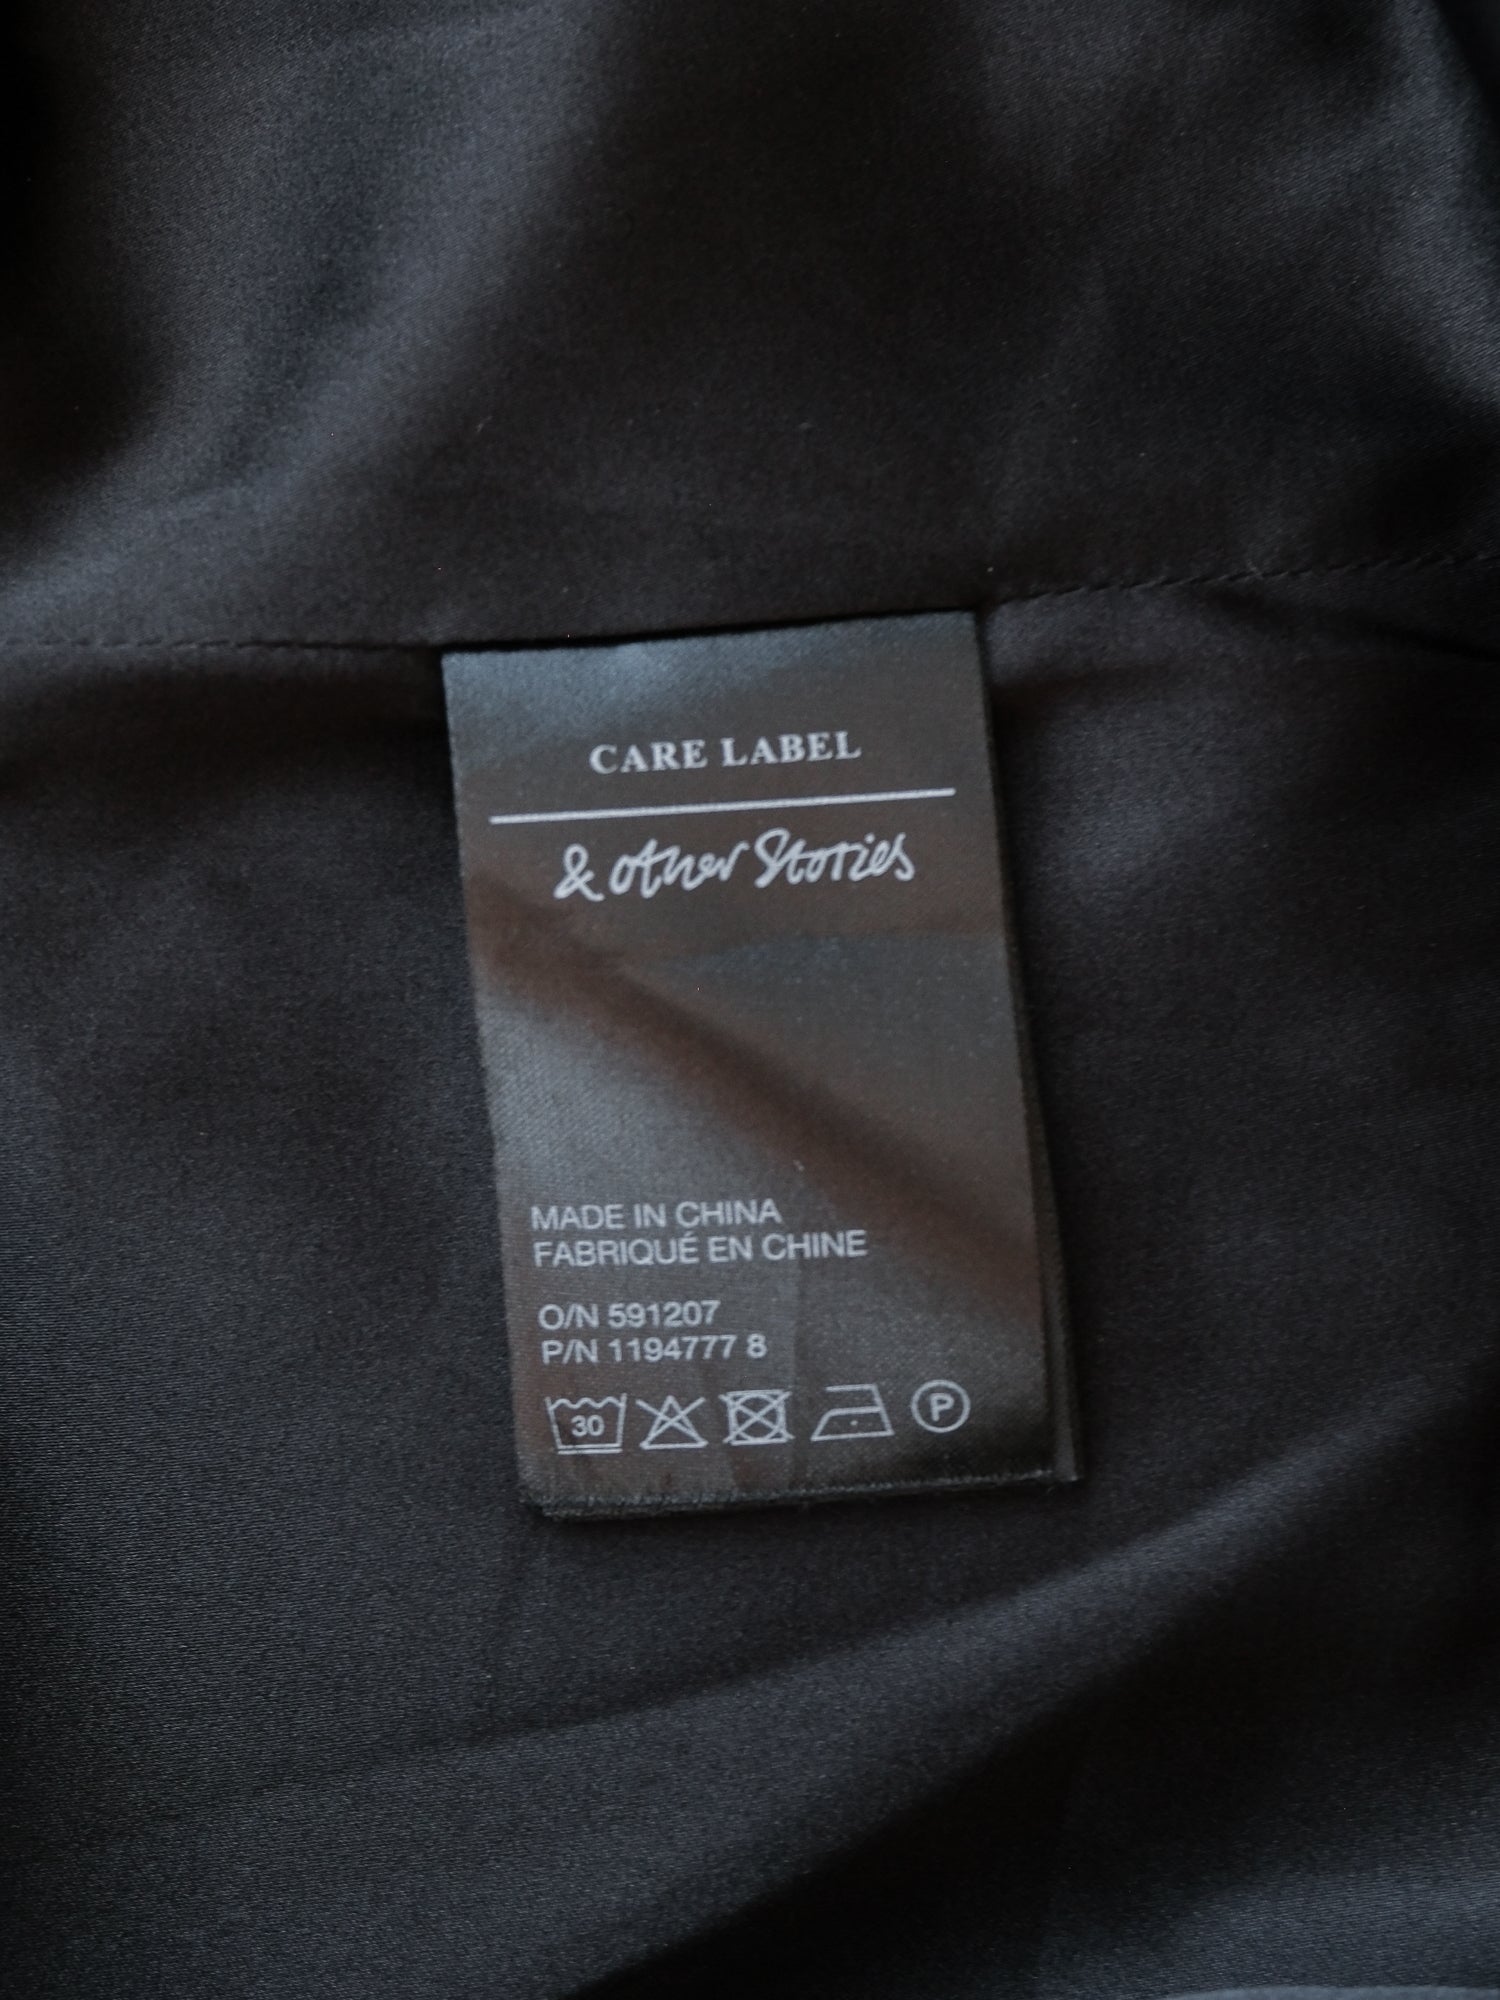 CARE LABEL
& other Stories
MADE IN CHINA
FABRIQUÉ EN CHINE
O/N 591207
P/N 1194777 8
30
P